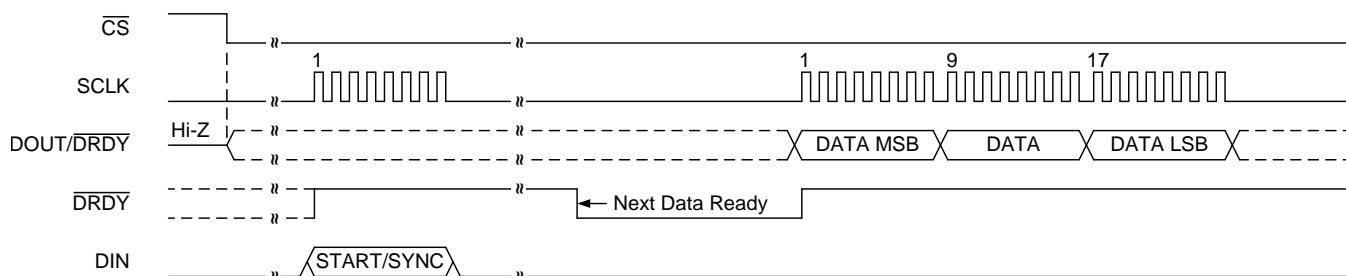 CS
1
1 9 17
SCLK
Hi-Z
DOUT/DRDY
DATA MSB DATA DATA LSB
DRDY
Next Data Ready
DIN
START/SYNC